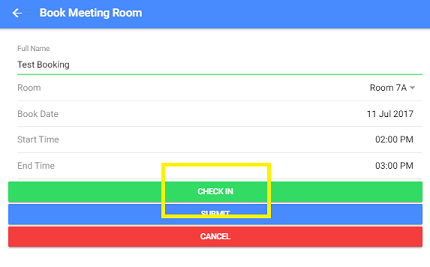 Book Meeting Room
Full Name
Test Booking
Room Room 7A
Book Date 11 Jul 2017
Start Time 02:00 PM
End Time 03:00 PM
CHECK IN
SUBMIT
CANCEL